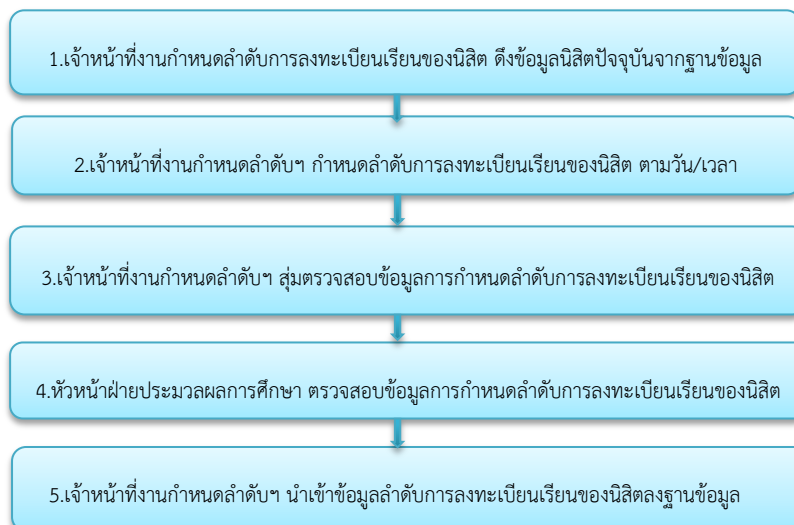 1.เจ้าหน้าที่งานกำหนดลำดับการลงทะเบียนเรียนของนิสิต ดึงข้อมูลนิสิตปัจจุบันจากฐานข้อมูล
2.เจ้าหน้าที่งานกำหนดลำดับฯ กำหนดลำดับการลงทะเบียนเรียนของนิสิต ตามวัน/เวลา
3.เจ้าหน้าที่งานกำหนดลำดับฯ สุ่มตรวจสอบข้อมูลการกำหนดลำดับการลงทะเบียนเรียนของนิสิต
4.หัวหน้าฝ่ายประมวลผลการศึกษา ตรวจสอบข้อมูลการกำหนดลำดับการลงทะเบียนเรียนของนิสิต
5.เจ้าหน้าที่งานกำหนดลำดับฯ นำเข้าข้อมูลลำดับการลงทะเบียนเรียนของนิสิตลงฐานข้อมูล